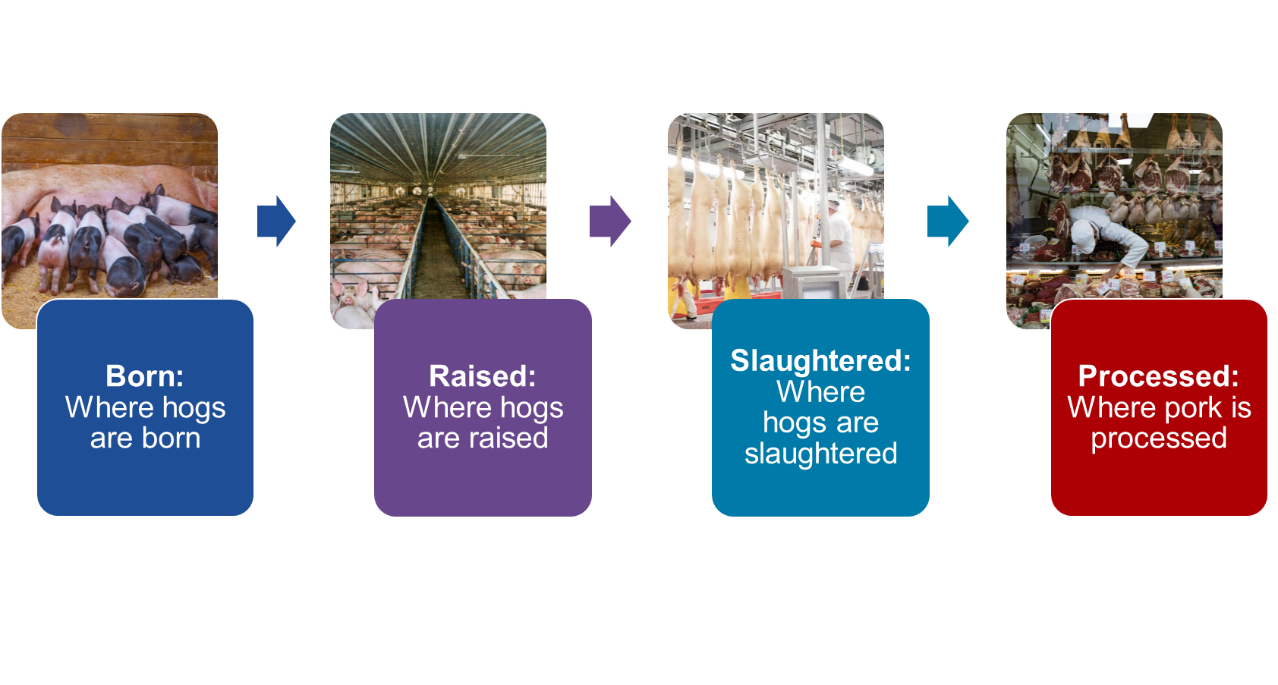 Born:
Where hogs
are born
Raised:
Where hogs
are raised
Slaughtered:
Where
hogs are
slaughtered
Processed:
Where pork is
processed